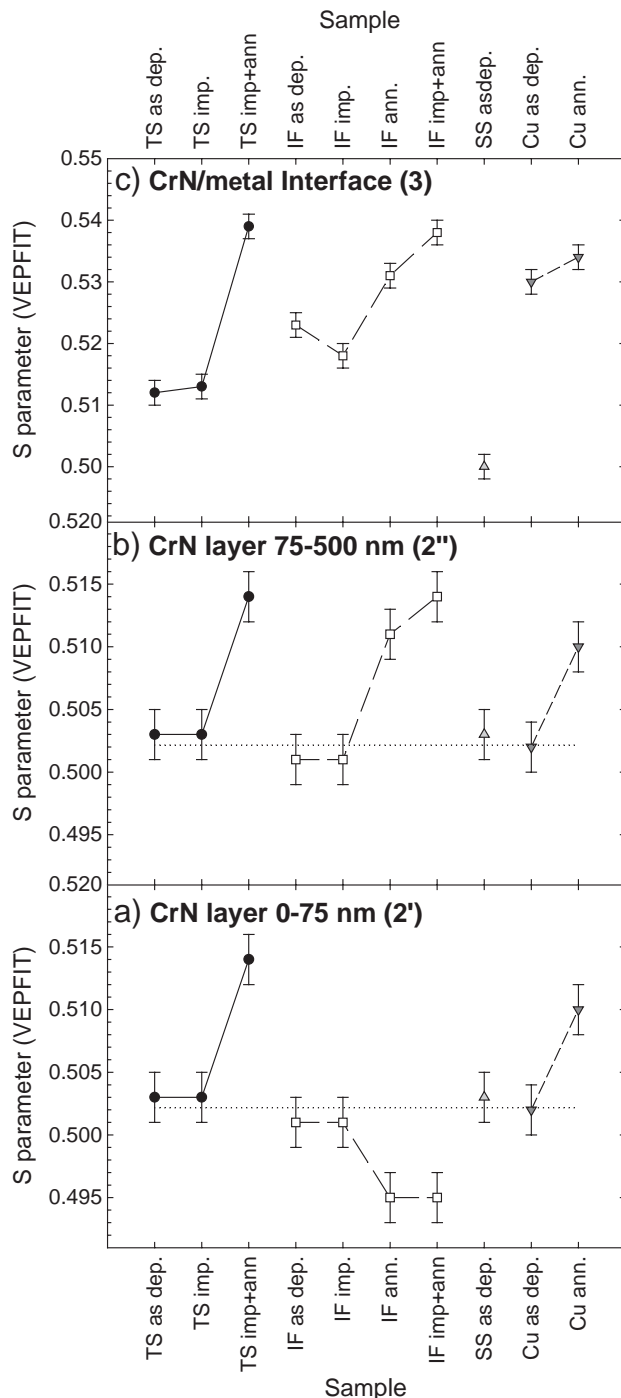 Sample
TS as dep.
TS imp.
TS imp+ann
IF as dep.
IF imp.
IF ann.
IF imp+ann
SS asdep.
Cu as dep.
Cu ann.
c) CrN/metal Interface (3)
S parameter (VEPFIT)
0.55
0.54
0.53
0.52
0.51
0.50
0.520
b) CrN layer 75-500 nm (2'')
S parameter (VEPFIT)
0.515
0.510
0.505
0.500
0.495
0.520
a) CrN layer 0-75 nm (2')
S parameter (VEPFIT)
0.515
0.510
0.505
0.500
0.495
TS as dep.
TS imp.
TS imp+ann
IF as dep.
IF imp.
IF ann.
IF imp+ann
SS as dep.
Cu as dep.
Cu ann.
Sample